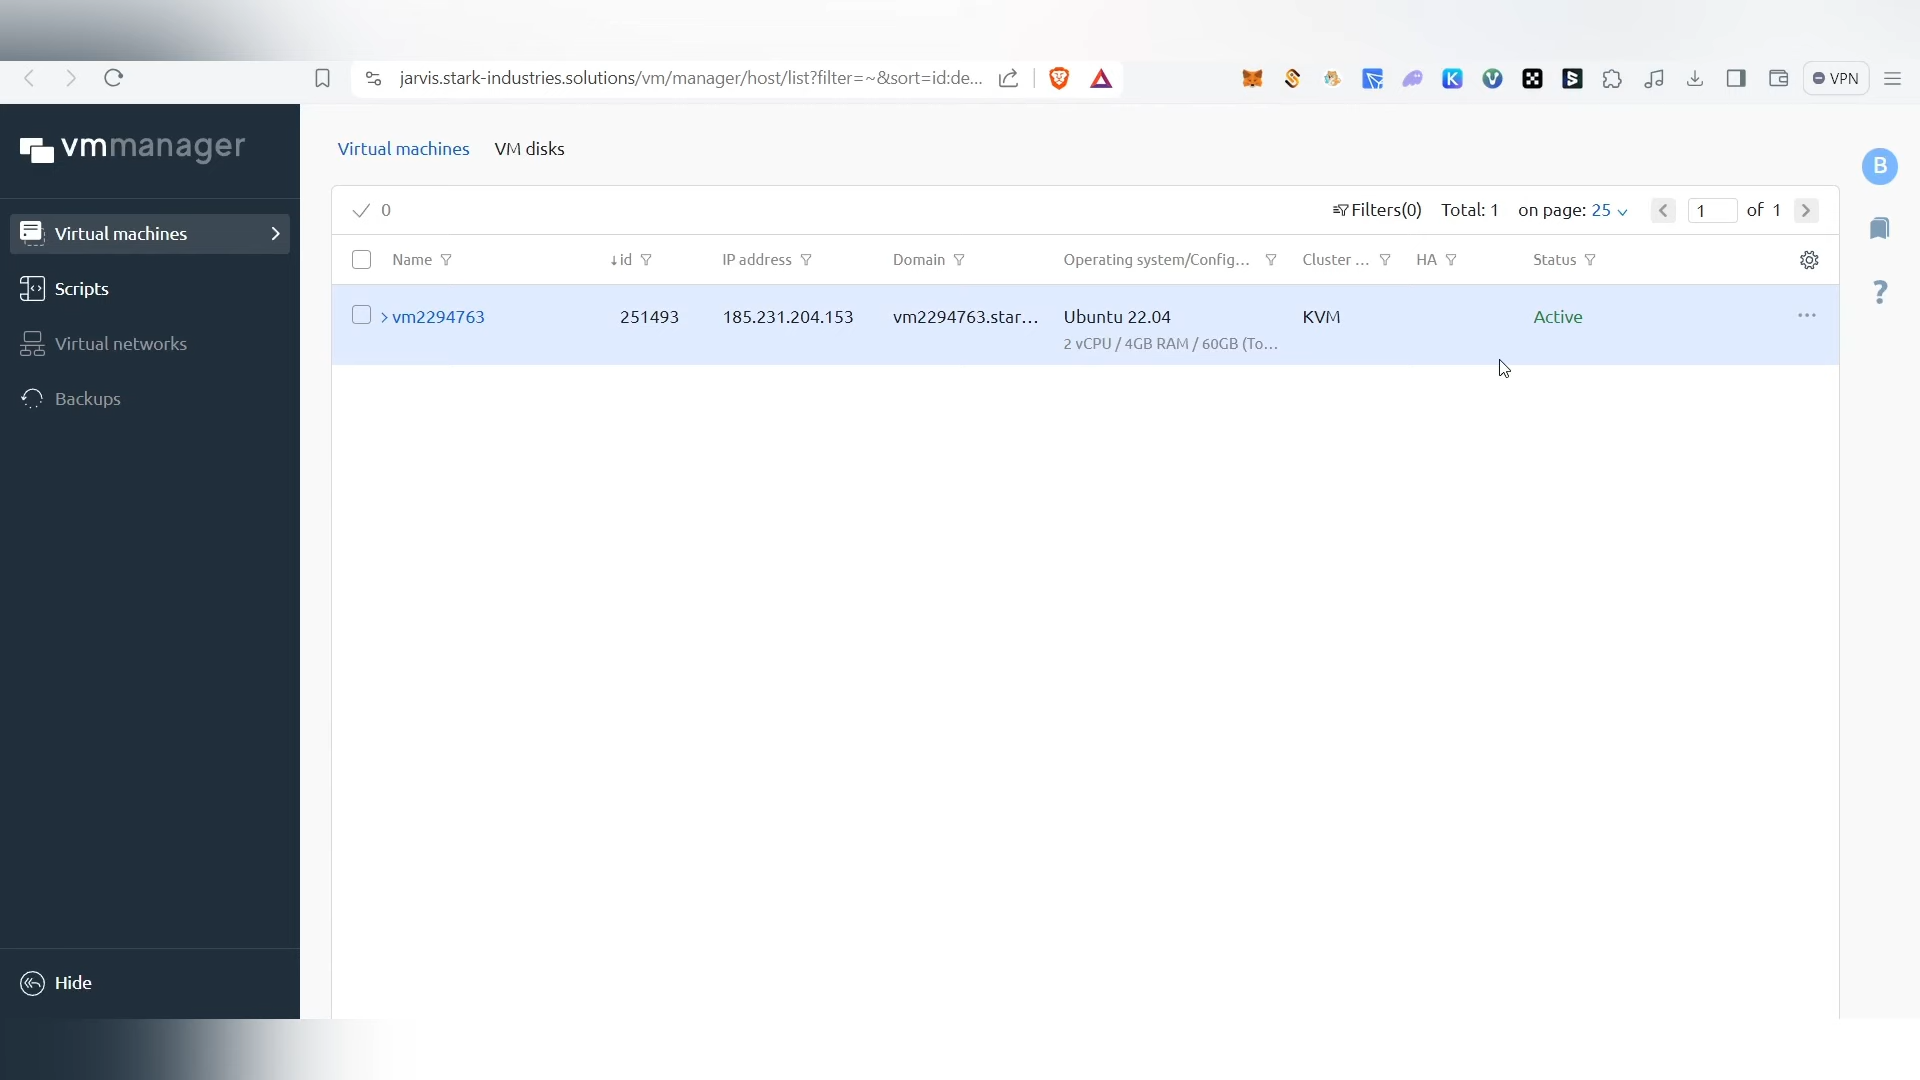 jarvis.stark-industries.solutions/vm/manager/host/list?filter=~&sort=id:de...
VPN
vmmanager
Virtual machines
Scripts
Virtual networks
Backups
Hide
Virtual machines VM disks
0 Filters(0) Total: 1 on page: 25 1 of 1
Name id IP address Domain Operating system/Config... Cluster ... HA Status
vm2294763 251493 185.231.204.153 vm2294763.star... Ubuntu 22.04 KVM Active
2 vCPU / 4GB RAM / 60GB (To...
B
?